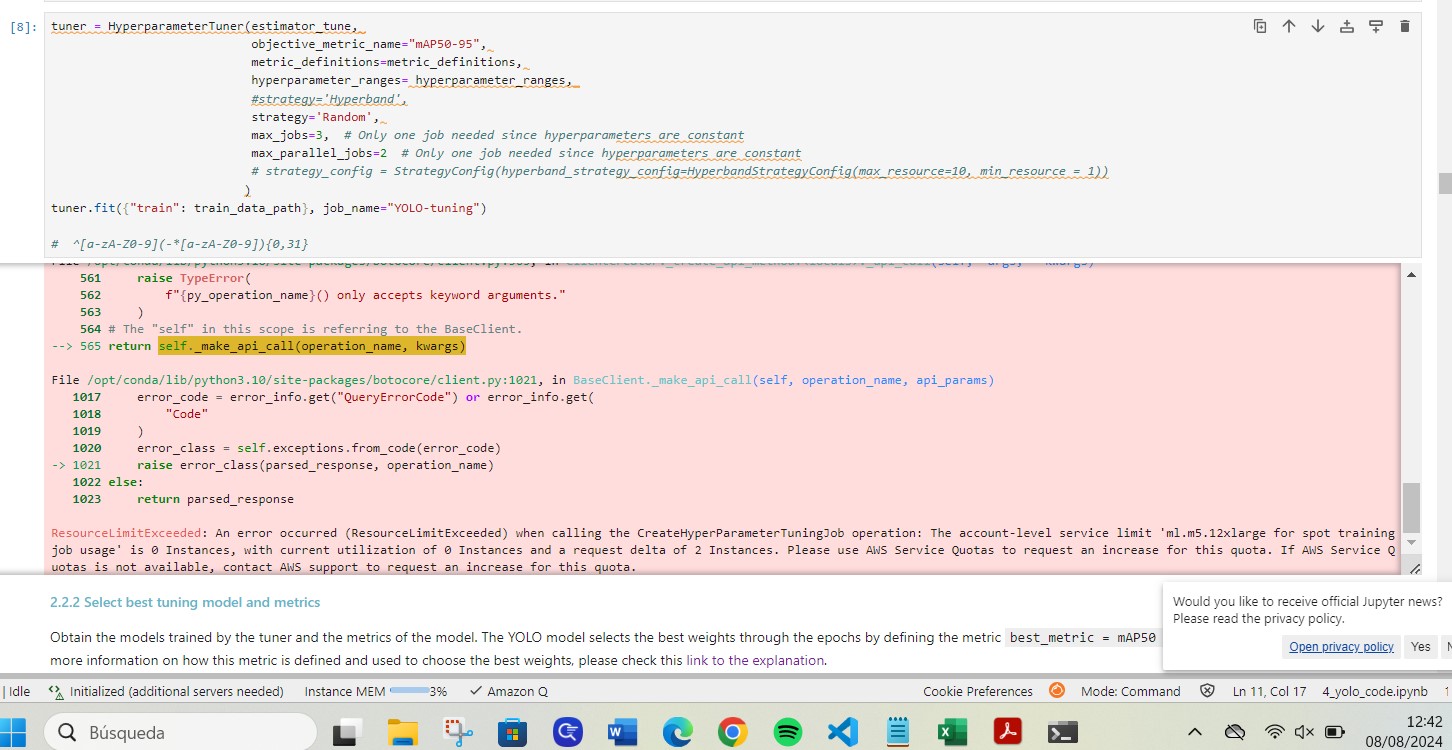 [8]:
tuner = HyperparameterTuner(estimator_tune,
objective_metric_name="mAP50-95",
metric_definitions=metric_definitions,
hyperparameter_ranges= hyperparameter_ranges,
#strategy='Hyperband',
strategy='Random',
max_jobs=3,  # Only one job needed since hyperparameters are constant
max_parallel_jobs=2  # Only one job needed since hyperparameters are constant
# strategy_config = StrategyConfig(hyperband_strategy_config=HyperbandStrategyConfig(max_resource=10, min_resource = 1))
)
tuner.fit({"train": train_data_path}, job_name="YOLO-tuning")
#  ^[a-zA-Z0-9](-*[a-zA-Z0-9]){0,31}
561 raise TypeError(
562 f"{py_operation_name}() only accepts keyword arguments."
563 )
564 # The "self" in this scope is referring to the BaseClient.
--> 565 return self._make_api_call(operation_name, kwargs)
File /opt/conda/lib/python3.10/site-packages/botocore/client.py:1021, in BaseClient._make_api_call(self, operation_name, api_params)
1017 error_code = error_info.get("QueryErrorCode") or error_info.get(
1018 "Code"
1019 )
1020 error_class = self.exceptions.from_code(error_code)
-> 1021 raise error_class(parsed_response, operation_name)
1022 else:
1023 return parsed_response
ResourceLimitExceeded: An error occurred (ResourceLimitExceeded) when calling the CreateHyperParameterTuningJob operation: The account-level service limit 'ml.m5.12xlarge for spot training
job usage' is 0 Instances, with current utilization of 0 Instances and a request delta of 2 Instances. Please use AWS Service Quotas to request an increase for this quota. If AWS Service Q
uotas is not available, contact AWS support to request an increase for this quota.
2.2.2 Select best tuning model and metrics
Obtain the models trained by the tuner and the metrics of the model. The YOLO model selects the best weights through the epochs by defining the metric best_metric = mAP50
more information on how this metric is defined and used to choose the best weights, please check this link to the explanation.
Would you like to receive official Jupyter news?
Please read the privacy policy.
Open privacy policy Yes
| Idle Initialized (additional servers needed) Instance MEM 3% Amazon Q Cookie Preferences Mode: Command Ln 11, Col 17 4_yolo_code.ipynb 1
Búsqueda
12:42
08/08/2024